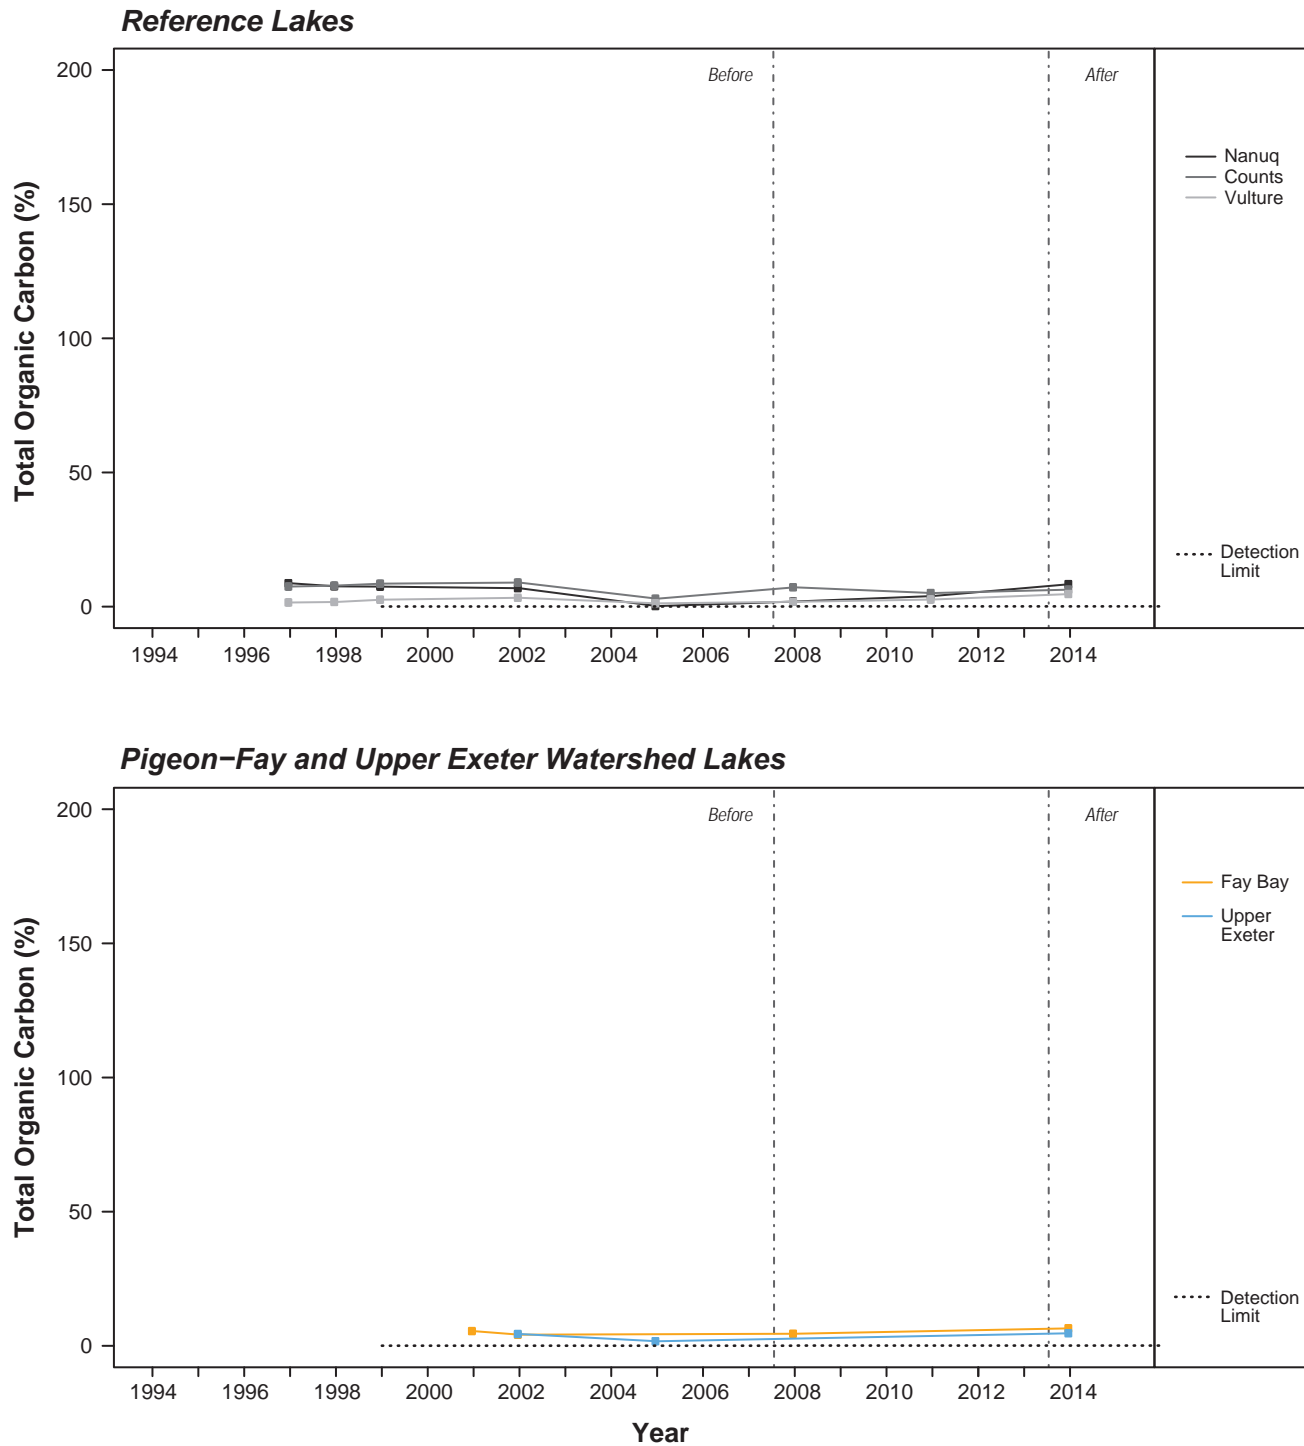 Reference Lakes
Total Organic Carbon (%)
200
150
100
50
0
Before
After
Nanuq
Counts
Vulture
Detection
Limit
1994 1996 1998 2000 2002 2004 2006 2008 2010 2012 2014
Pigeon−Fay and Upper Exeter Watershed Lakes
Total Organic Carbon (%)
200
150
100
50
0
Before
After
Fay Bay
Upper
Exeter
Detection
Limit
1994 1996 1998 2000 2002 2004 2006 2008 2010 2012 2014
Year